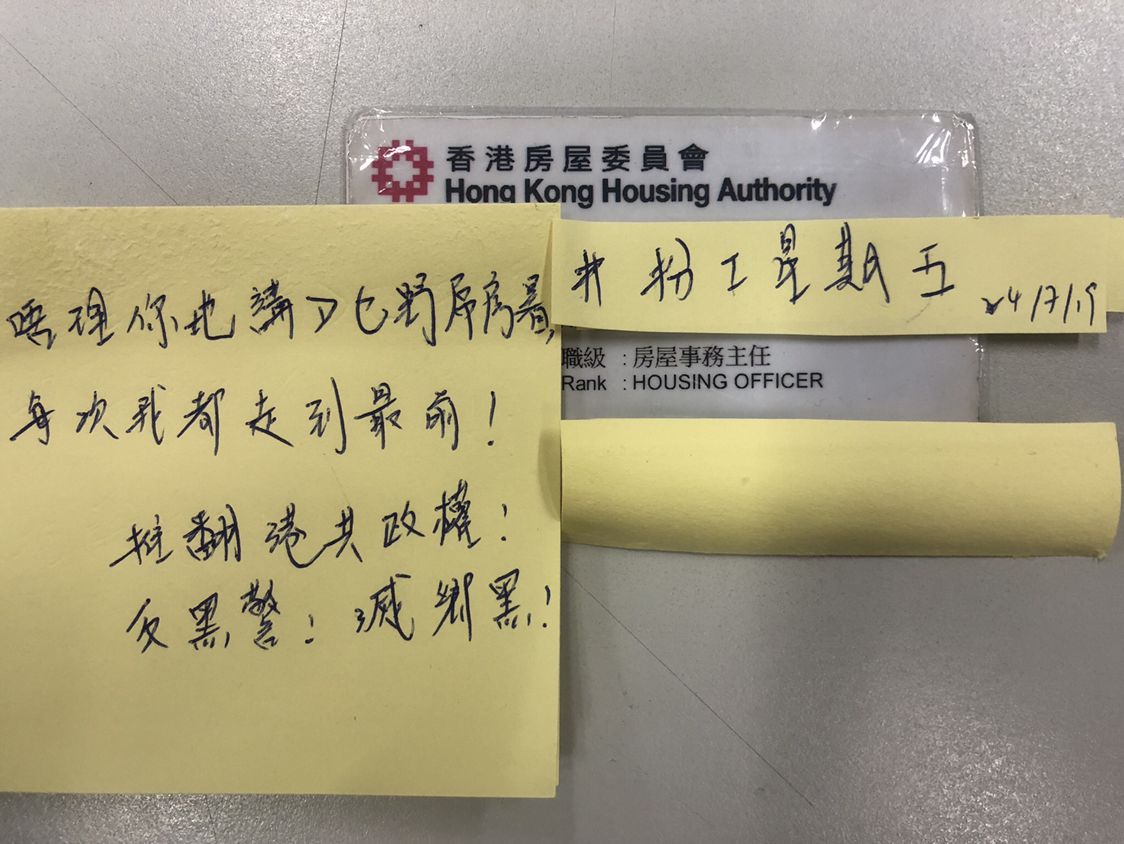 香港房屋委員會
Hong Kong Housing Authority
# 粉工星期五
24/7/19
職級 : 房屋事務主任
Rank : HOUSING OFFICER
唔理你地講乜野署,
每次我都走到最前!
推翻港共政權!
反黑警! 滅鄉黑!